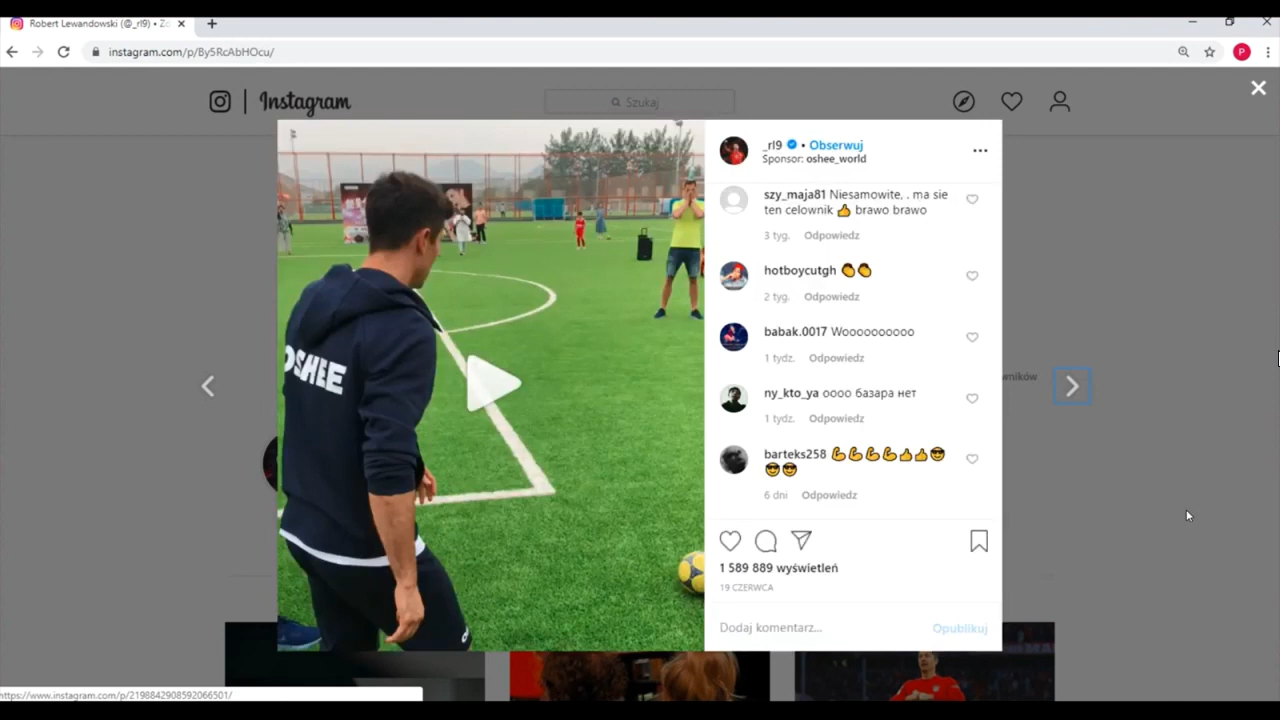 Robert Lewandowski (@_rl9) • Z
instagram.com/p/By5RcAbHOcu/
P
Instagram
Szukaj
_rl9 • Obserwuj
Sponsor: oshee_world
szy_maja81 Niesamowite, . ma sie
ten celownik 👍 brawo brawo
3 tyg. Odpowiedz
hotboycutgh 👏👏
2 tyg. Odpowiedz
babak.0017 Woooooooooo
1 tydz. Odpowiedz
ny_kto_ya оооо базара нет
1 tydz. Odpowiedz
barteks258 💪💪💪💪👍👍😎
😎😎
6 dni Odpowiedz
1 589 889 wyświetleń
19 CZERWCA
Dodaj komentarz...
Opublikuj
OSHEE
wników
https://www.instagram.com/p/2198842908592066501/